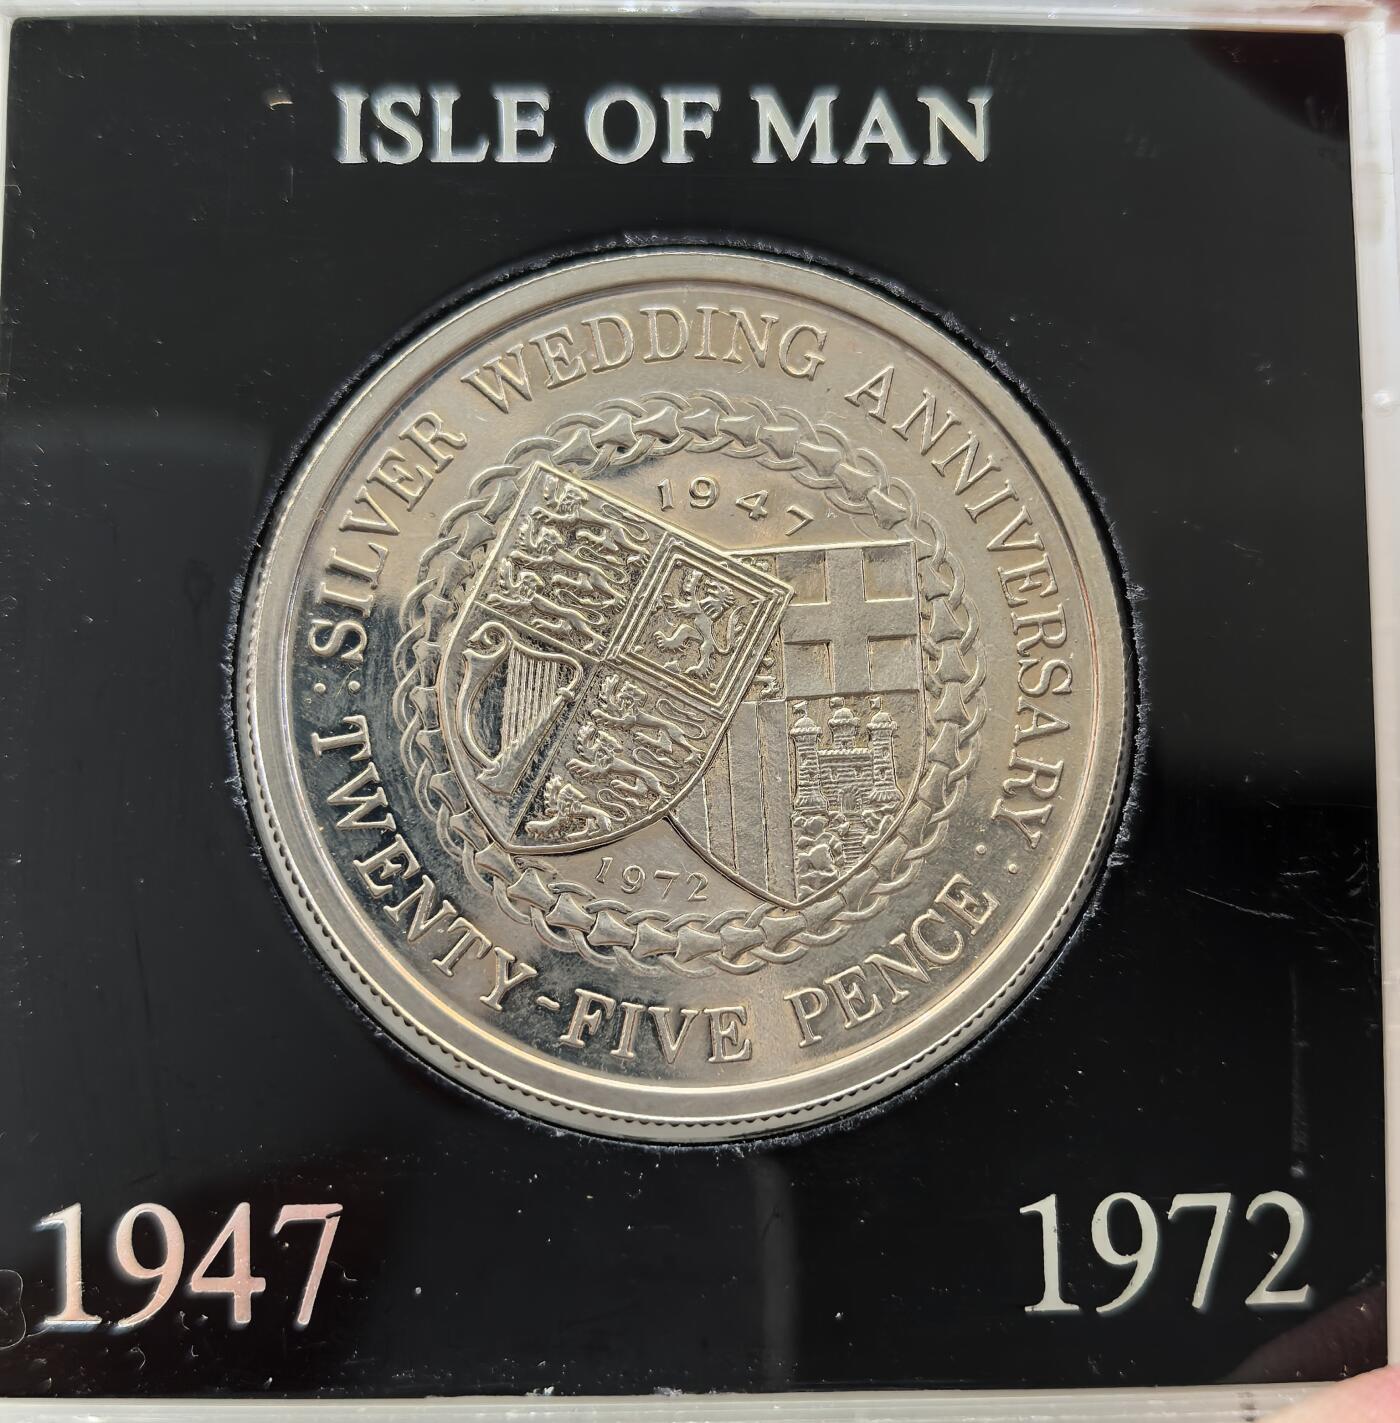 ISLE OF MAN
· SILVER WEDDING ANNIVERSARY ·
1947
1972
· TWENTY-FIVE PENCE ·
1947
1972